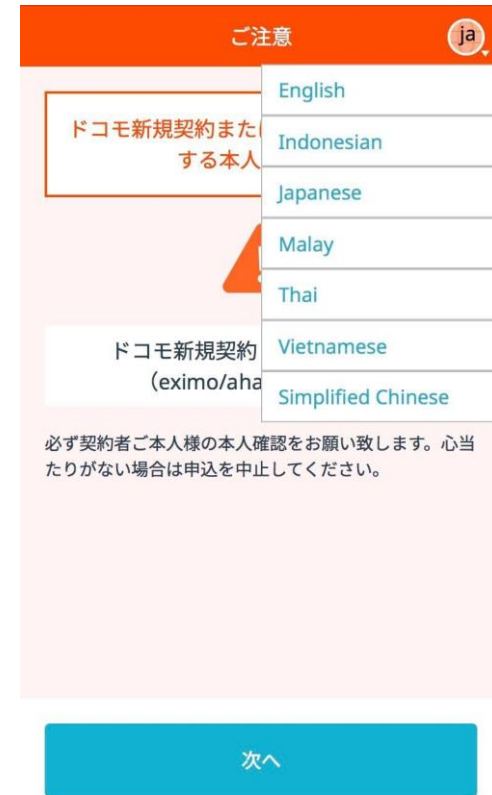 ご注意
ja
English
Indonesian
Japanese
Malay
Thai
Vietnamese
Simplified Chinese
ドコモ新規契約また
する本人
ドコモ新規契約
（eximo/aha
必ず契約者ご本人様の本人確認をお願い致します。心当
たりがない場合は申込を中止してください。
次へ